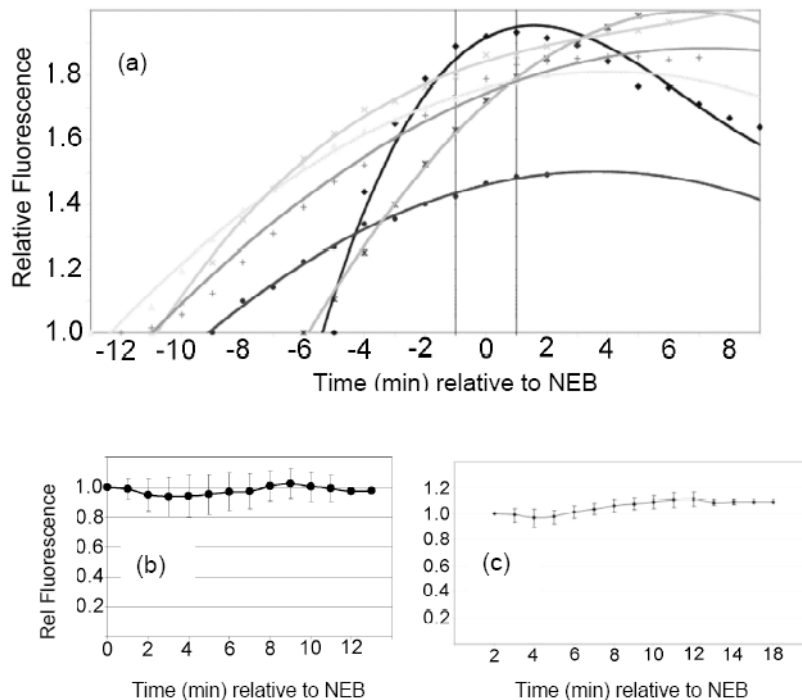 (a)
Relative Fluorescence
1.8
1.6
1.4
1.2
1.0
-12 -10 -8 -6 -4 -2 0 2 4 6 8
Time (min) relative to NEB
(b)
Rel Fluorescence
1.0
0.8
0.6
0.4
0.2
0 2 4 6 8 10 12
Time (min) relative to NEB
(c)
1.2
1.0
0.8
0.6
0.4
0.2
2 4 6 8 10 12 14 18
Time (min) relative to NEB